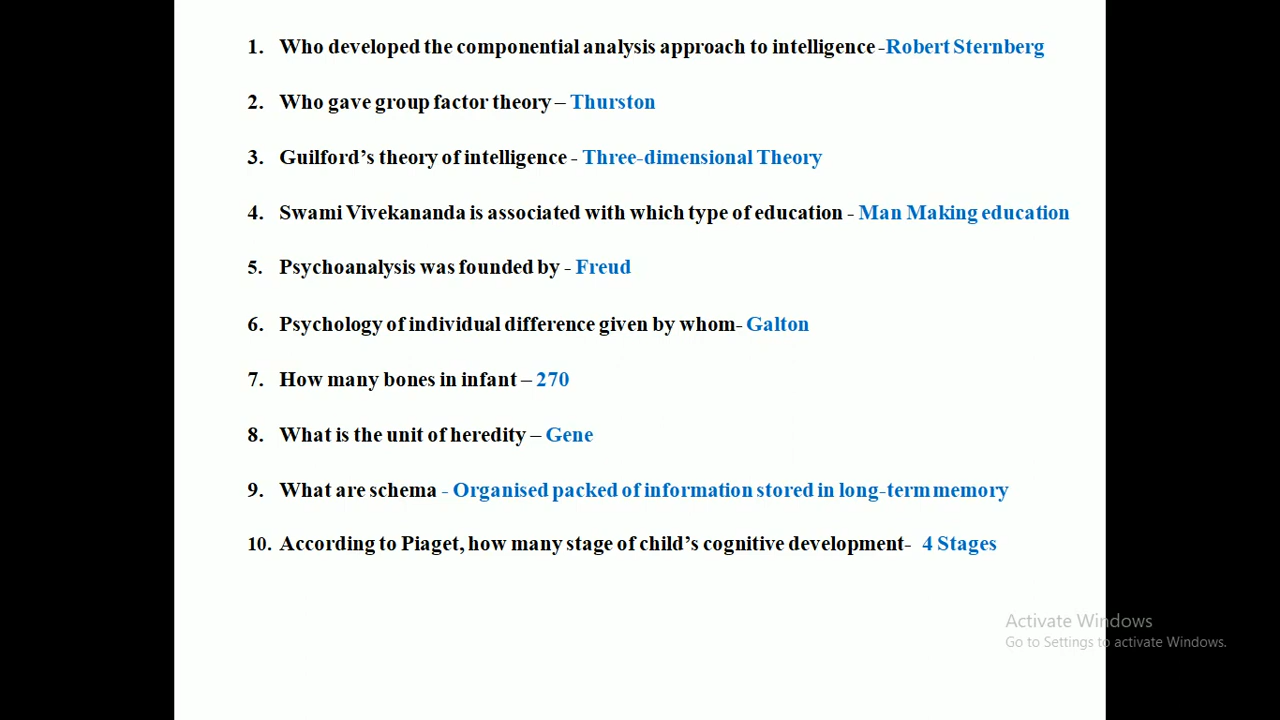 1. Who developed the componential analysis approach to intelligence -Robert Sternberg
2. Who gave group factor theory – Thurston
3. Guilford’s theory of intelligence - Three-dimensional Theory
4. Swami Vivekananda is associated with which type of education - Man Making education
5. Psychoanalysis was founded by - Freud
6. Psychology of individual difference given by whom- Galton
7. How many bones in infant – 270
8. What is the unit of heredity – Gene
9. What are schema - Organised packed of information stored in long-term memory
10. According to Piaget, how many stage of child’s cognitive development- 4 Stages
Activate Windows
Go to Settings to activate Windows.